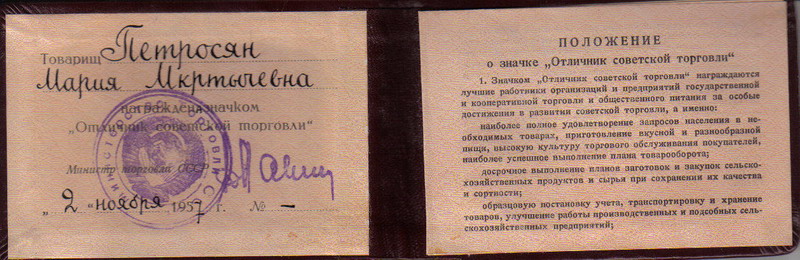 Товарищ Петросян
Мария Мкртычевна
награжден значком
„Отличник советской торговли“
Министр торговли СССР
„2“ ноября 1957 г. № –
ПОЛОЖЕНИЕ
о значке „Отличник советской торговли“
1. Значком „Отличник советской торговли“ награждаются
лучшие работники организаций и предприятий государственной
и кооперативной торговли и общественного питания за особые
достижения в развитии советской торговли, а именно:
наиболее полное удовлетворение запросов населения в не-
обходимых товарах, приготовление вкусной и разнообразной
пищи, высокую культуру торгового обслуживания покупателей,
наиболее успешное выполнение плана товарооборота;
досрочное выполнение планов заготовок и закупок сельско-
хозяйственных продуктов и сырья при сохранении их качества
и сортности;
образцовую постановку учета, транспортировку и хранение
товаров, улучшение работы производственных и подсобных сель-
скохозяйственных предприятий;